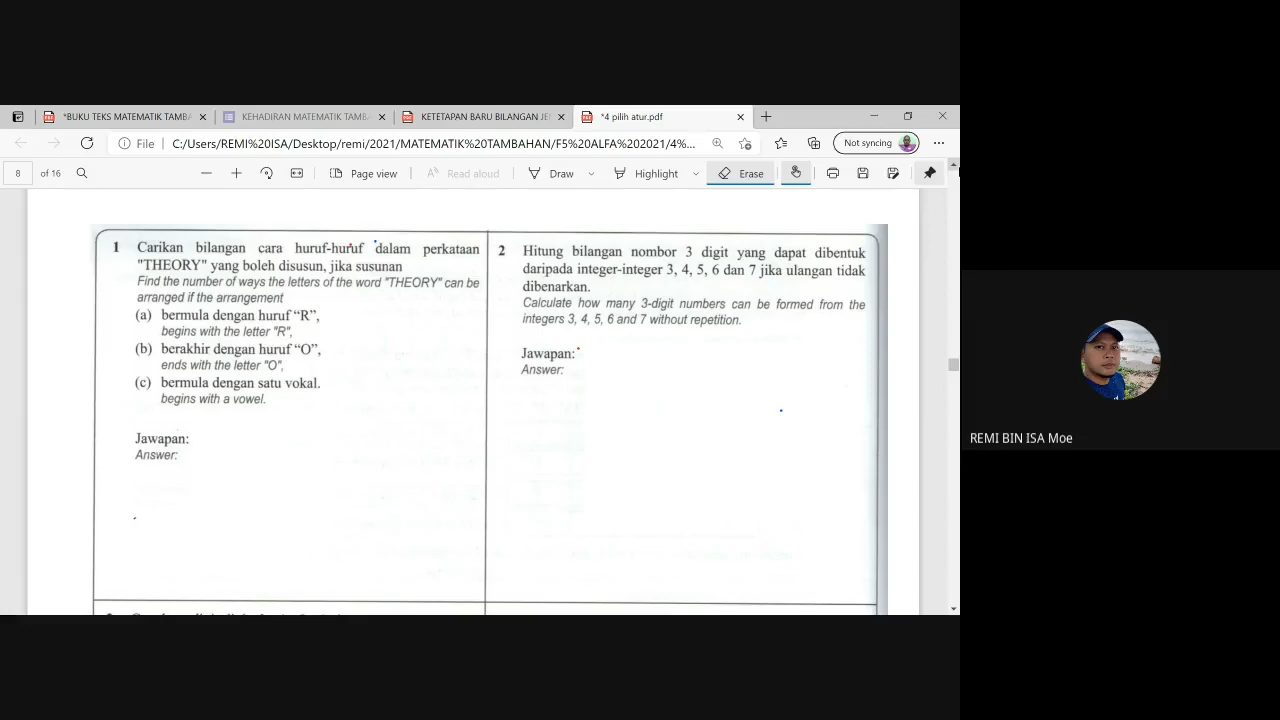 *BUKU TEKS MATEMATIK TAMBA
KEHADIRAN MATEMATIK TAMBA
KETETAPAN BARU BILANGAN JE
*4 pilih atur.pdf
File
C:/Users/REMI%20ISA/Desktop/remi/2021/MATEMATIK%20TAMBAHAN/F5%20ALFA%202021/4%...
Not syncing
8 of 16
Page view
Read aloud
Draw
Highlight
Erase
1 Carikan bilangan cara huruf-huruf dalam perkataan
"THEORY" yang boleh disusun, jika susunan
Find the number of ways the letters of the word "THEORY" can be
arranged if the arrangement
(a) bermula dengan huruf “R”,
begins with the letter "R",
(b) berakhir dengan huruf “O”,
ends with the letter "O",
(c) bermula dengan satu vokal.
begins with a vowel.
Jawapan:
Answer:
2 Hitung bilangan nombor 3 digit yang dapat dibentuk
daripada integer-integer 3, 4, 5, 6 dan 7 jika ulangan tidak
dibenarkan.
Calculate how many 3-digit numbers can be formed from the
integers 3, 4, 5, 6 and 7 without repetition.
Jawapan:
Answer:
REMI BIN ISA Moe